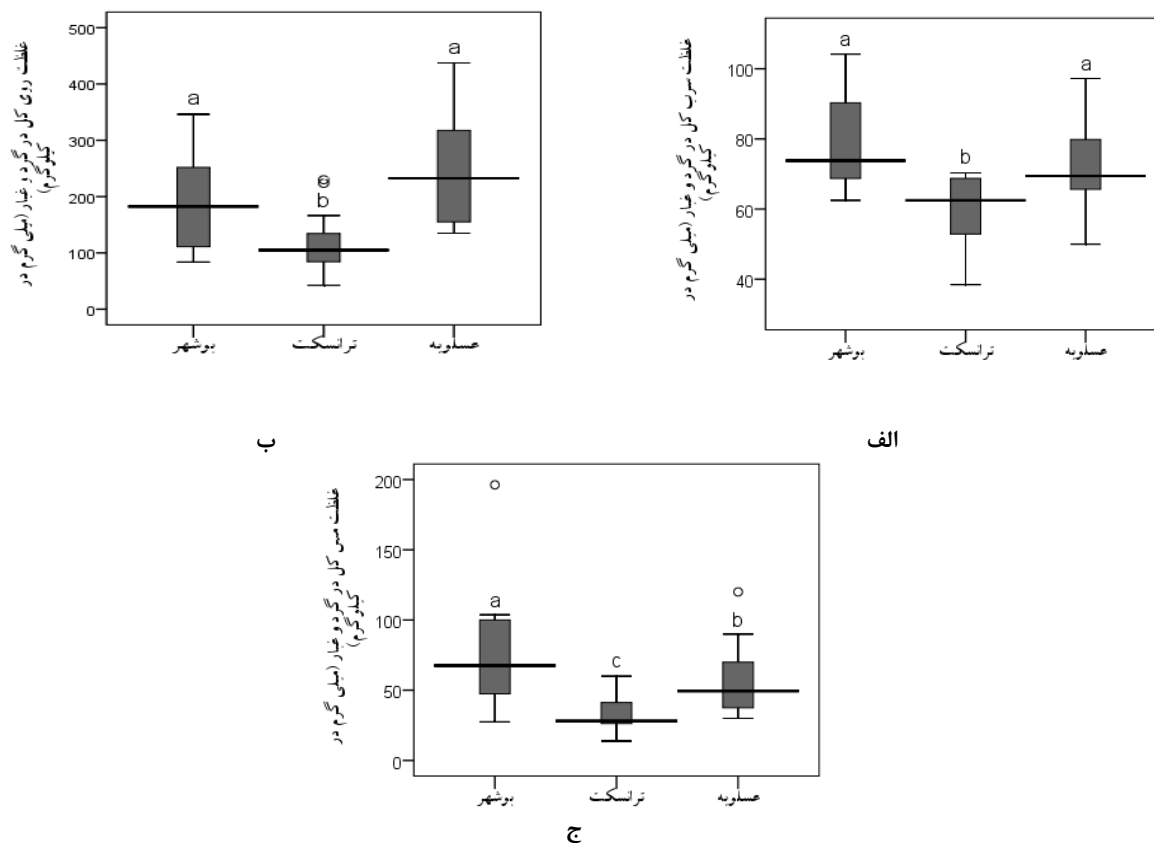 غلظت سرب کل در گرد و غبار (میلی گرم در
کیلوگرم)
100
80
60
40
a
b
a
بوشهر
ترانسکت
عسلویه
الف
غلظت روی کل در گرد و غبار (میلی گرم در
کیلوگرم)
500
400
300
200
100
0
a
b
a
بوشهر
ترانسکت
عسلویه
ب
غلظت مس کل در گرد و غبار (میلی گرم در
کیلوگرم)
200
150
100
50
0
a
c
b
بوشهر
ترانسکت
عسلویه
ج